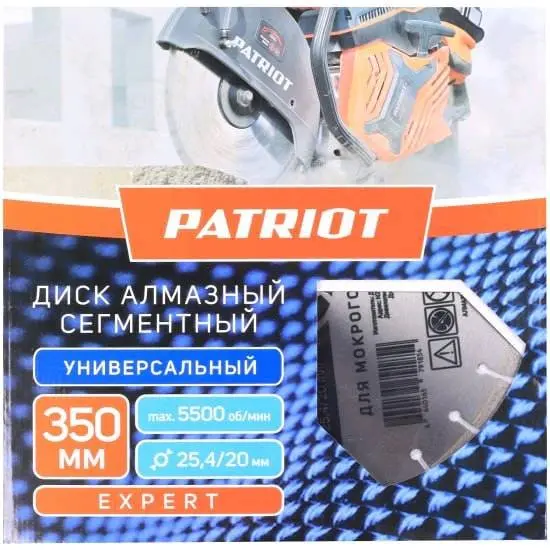 PATRIOT
PATRIOT
ДИСК АЛМАЗНЫЙ
СЕГМЕНТНЫЙ
УНИВЕРСАЛЬНЫЙ
350
ММ
max. 5500 об/мин
25,4/20 мм
EXPERT
ДЛЯ МОКРОГО